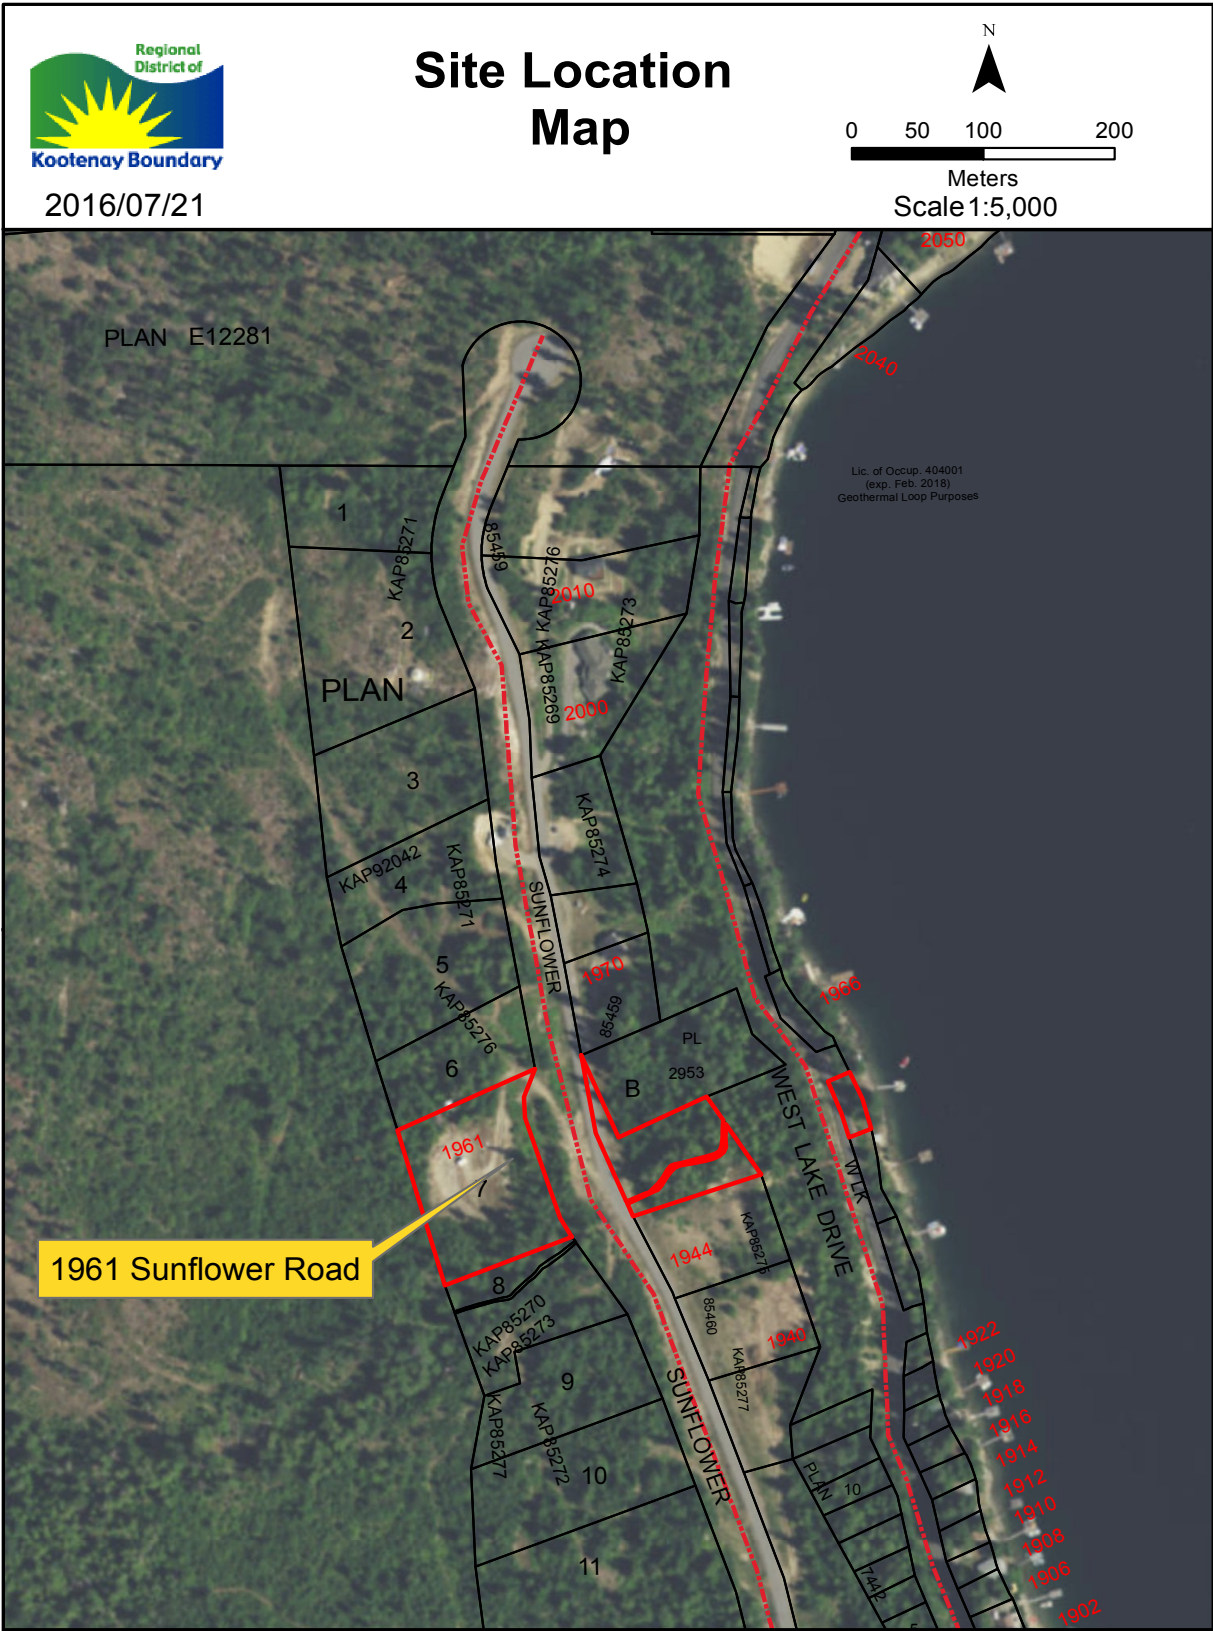 Regional
District of
Kootenay Boundary
2016/07/21
Site Location
Map
N
0 50 100 200
Meters
Scale 1:5,000
2050
PLAN E12281
2040
Lic. of Occup. 404001
(exp. Feb. 2018)
Geothermal Loop Purposes
1
KAP85271
85459
KAP85276
2010
2
KAP85273
KAP85269
PLAN
2000
3
KAP85274
KAP92042
4
KAP85271
SUNFLOWER
5
1970
1966
KAP85276
85459
PL
2953
6
B
WEST LAKE DRIVE
1961
7
W LK
1961 Sunflower Road
1944
KAP85275
8
KAP85270
KAP85273
85460
1940
1922
1920
KAP85277
9
SUNFLOWER
1918
KAP85277
KAP85272
1916
1914
10
PLAN
10
1912
1910
1908
11
7442
1906
1902